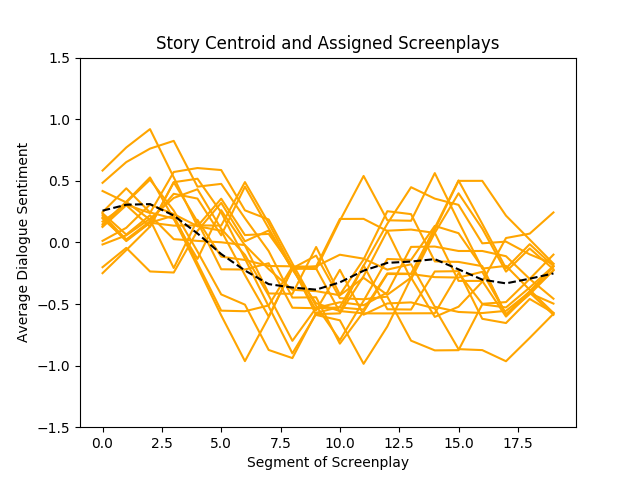 Story Centroid and Assigned Screenplays
Average Dialogue Sentiment
1.5
1.0
0.5
0.0
−0.5
−1.0
−1.5
0.0 2.5 5.0 7.5 10.0 12.5 15.0 17.5
Segment of Screenplay